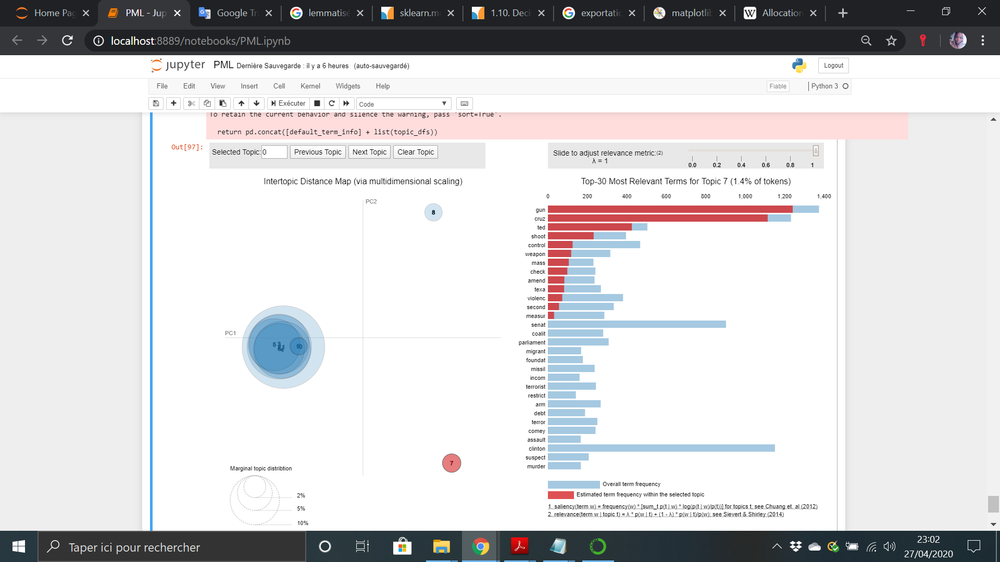 Home Pag
PML - Jup
Google Tra
lemmatisé
sklearn.m
1.10. Deci
exportatio
matplotlib
Allocation
localhost:8889/notebooks/PML.ipynb
jupyter PML Dernière Sauvegarde : il y a 6 heures (auto-sauvegardé)
Logout
File Edit View Insert Cell Kernel Widgets Help
Fiable Python 3
Exécuter Code
To retain the current behavior and silence the warning, pass 'sort=True'.
return pd.concat([default_term_info] + list(topic_dfs))
Out[97]:
Selected Topic: 0 Previous Topic Next Topic Clear Topic
Slide to adjust relevance metric:(2)
λ = 1
0.0 0.2 0.4 0.6 0.8 1
Intertopic Distance Map (via multidimensional scaling)
PC2
8
PC1
5
3
1
4
10
7
Marginal topic distribtion
2%
5%
10%
Top-30 Most Relevant Terms for Topic 7 (1.4% of tokens)
0 200 400 600 800 1,000 1,200 1,400
gun
cruz
ted
shoot
control
weapon
mass
check
amend
texa
violenc
second
measur
senat
coalit
parliament
migrant
foundat
missil
incom
terrorist
restrict
arm
debt
terror
comey
assault
clinton
suspect
murder
Overall term frequency
Estimated term frequency within the selected topic
1. saliency(term w) = frequency(w) * [sum_t p(t | w) * log(p(t | w)/p(t))] for topics t; see Chuang et. al (2012)
2. relevance(term w | topic t) = λ * p(w | t) + (1 - λ) * p(w | t)/p(w); see Sievert & Shirley (2014)
Taper ici pour rechercher
23:02
27/04/2020